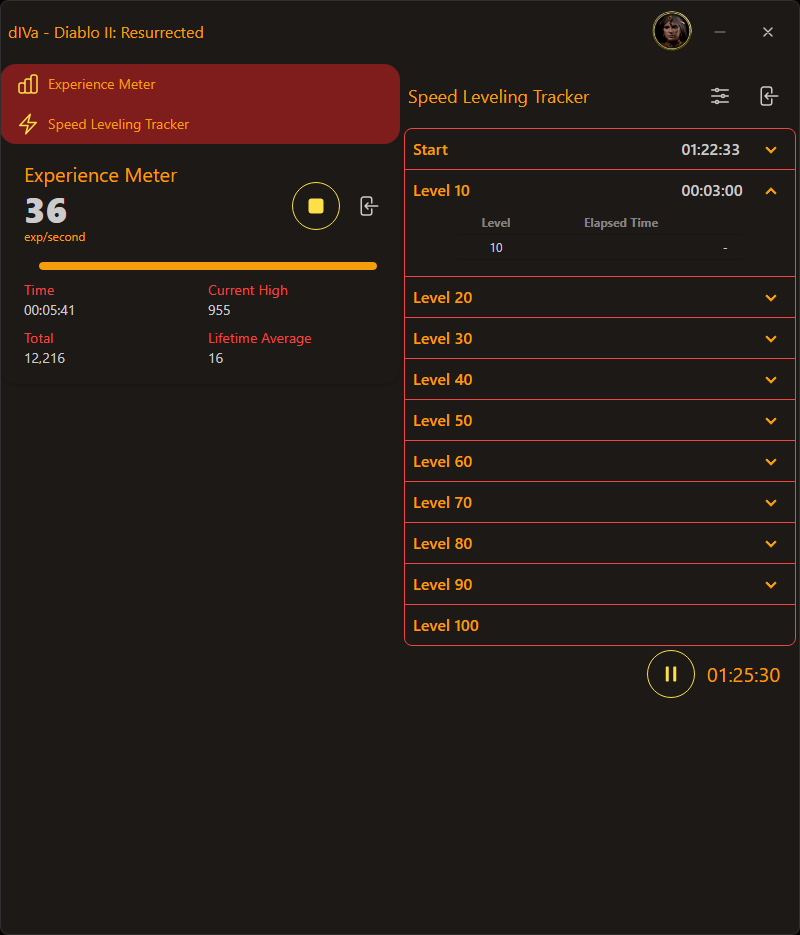 dIVa - Diablo II: Resurrected
Experience Meter
Speed Leveling Tracker
Experience Meter
36
exp/second
Time
Current High
00:05:41
955
Total
Lifetime Average
12,216
16
Speed Leveling Tracker
Start 01:22:33
Level 10 00:03:00
Level Elapsed Time
10 -
Level 20
Level 30
Level 40
Level 50
Level 60
Level 70
Level 80
Level 90
Level 100
01:25:30